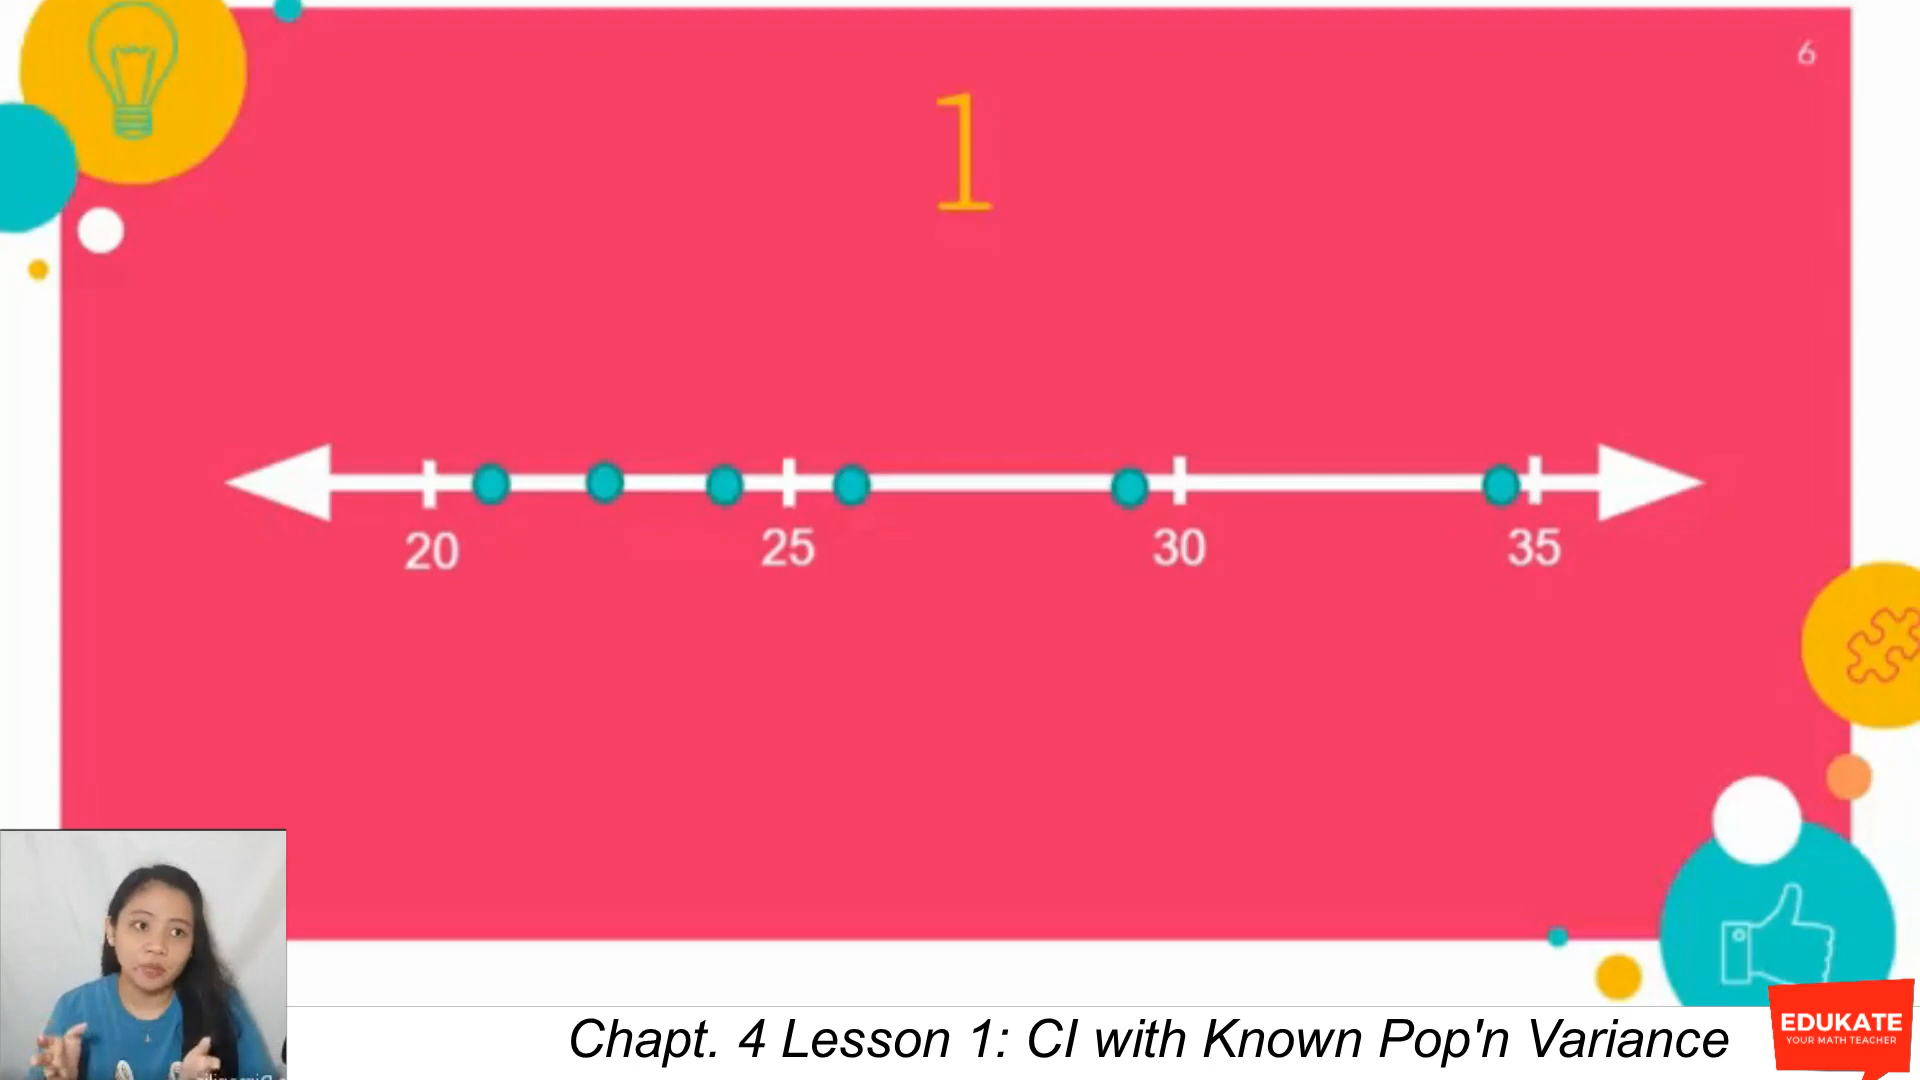 6
1
20 25 30 35
Chapt. 4 Lesson 1: CI with Known Pop'n Variance
EDUKATE
YOUR MATH TEACHER